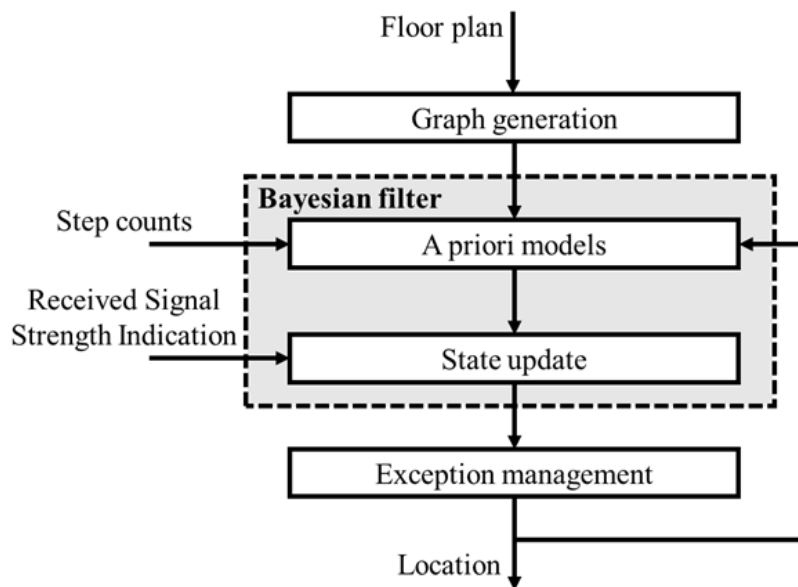 Floor plan
Graph generation
Bayesian filter
Step counts
A priori models
Received Signal
Strength Indication
State update
Exception management
Location